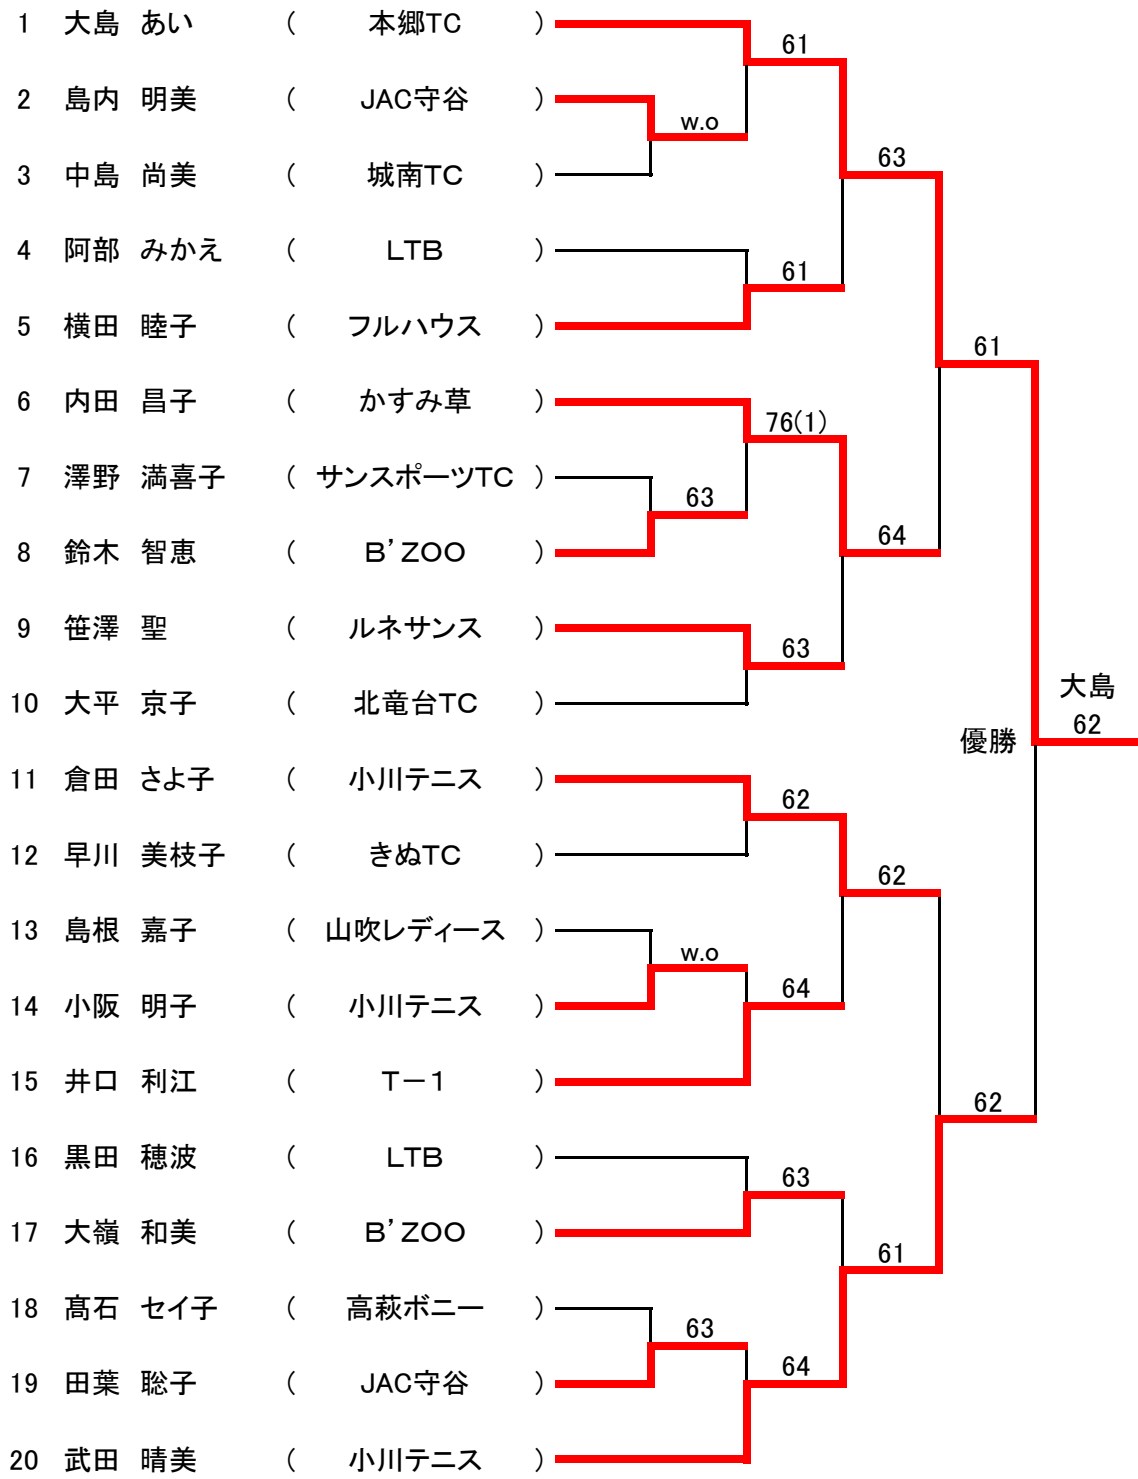 1 大島 あい ( 本郷TC )
61
2 島内 明美 ( JAC守谷 )
w.o
3 中島 尚美 ( 城南TC )
63
4 阿部 みかえ ( LTB )
61
5 横田 睦子 ( フルハウス )
61
6 内田 昌子 ( かすみ草 )
76(1)
7 澤野 満喜子 ( サンスポーツTC )
63
8 鈴木 智恵 ( B’ZOO )
64
9 笹澤 聖 ( ルネサンス )
63
10 大平 京子 ( 北竜台TC )
大島
62
優勝
11 倉田 さよ子 ( 小川テニス )
62
12 早川 美枝子 ( きぬTC )
62
13 島根 嘉子 ( 山吹レディース )
w.o
14 小阪 明子 ( 小川テニス )
64
15 井口 利江 ( T－1 )
62
16 黒田 穂波 ( LTB )
63
17 大嶺 和美 ( B’ZOO )
61
18 髙石 セイ子 ( 高萩ボニー )
63
19 田葉 聡子 ( JAC守谷 )
64
20 武田 晴美 ( 小川テニス )